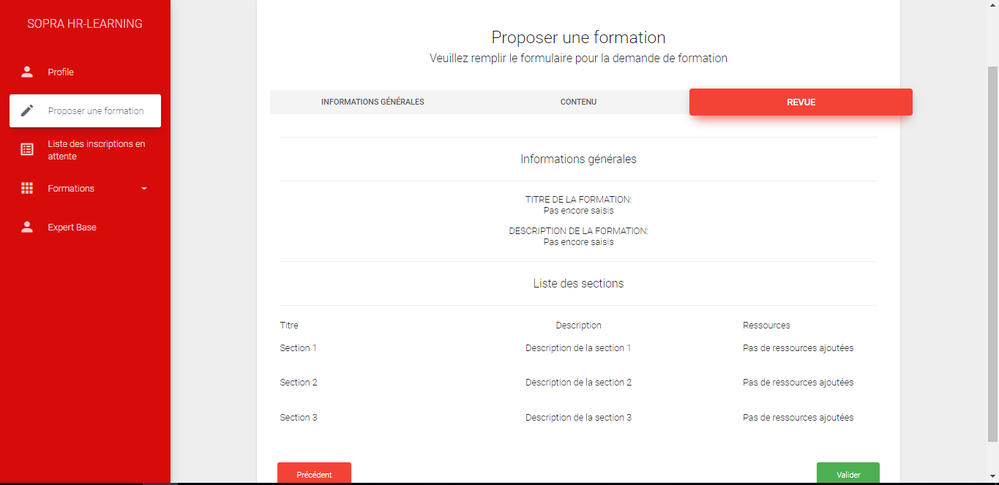 SOPRA HR-LEARNING
Profile
Proposer une formation
Liste des inscriptions en
attente
Formations
Expert Base
Proposer une formation
Veuillez remplir le formulaire pour la demande de formation
INFORMATIONS GÉNÉRALES CONTENU REVUE
Informations générales
TITRE DE LA FORMATION:
Pas encore saisis
DESCRIPTION DE LA FORMATION:
Pas encore saisis
Liste des sections
Titre Description Ressources
Section 1 Description de la section 1 Pas de ressources ajoutées
Section 2 Description de la section 2 Pas de ressources ajoutées
Section 3 Description de la section 3 Pas de ressources ajoutées
Précédent Valider